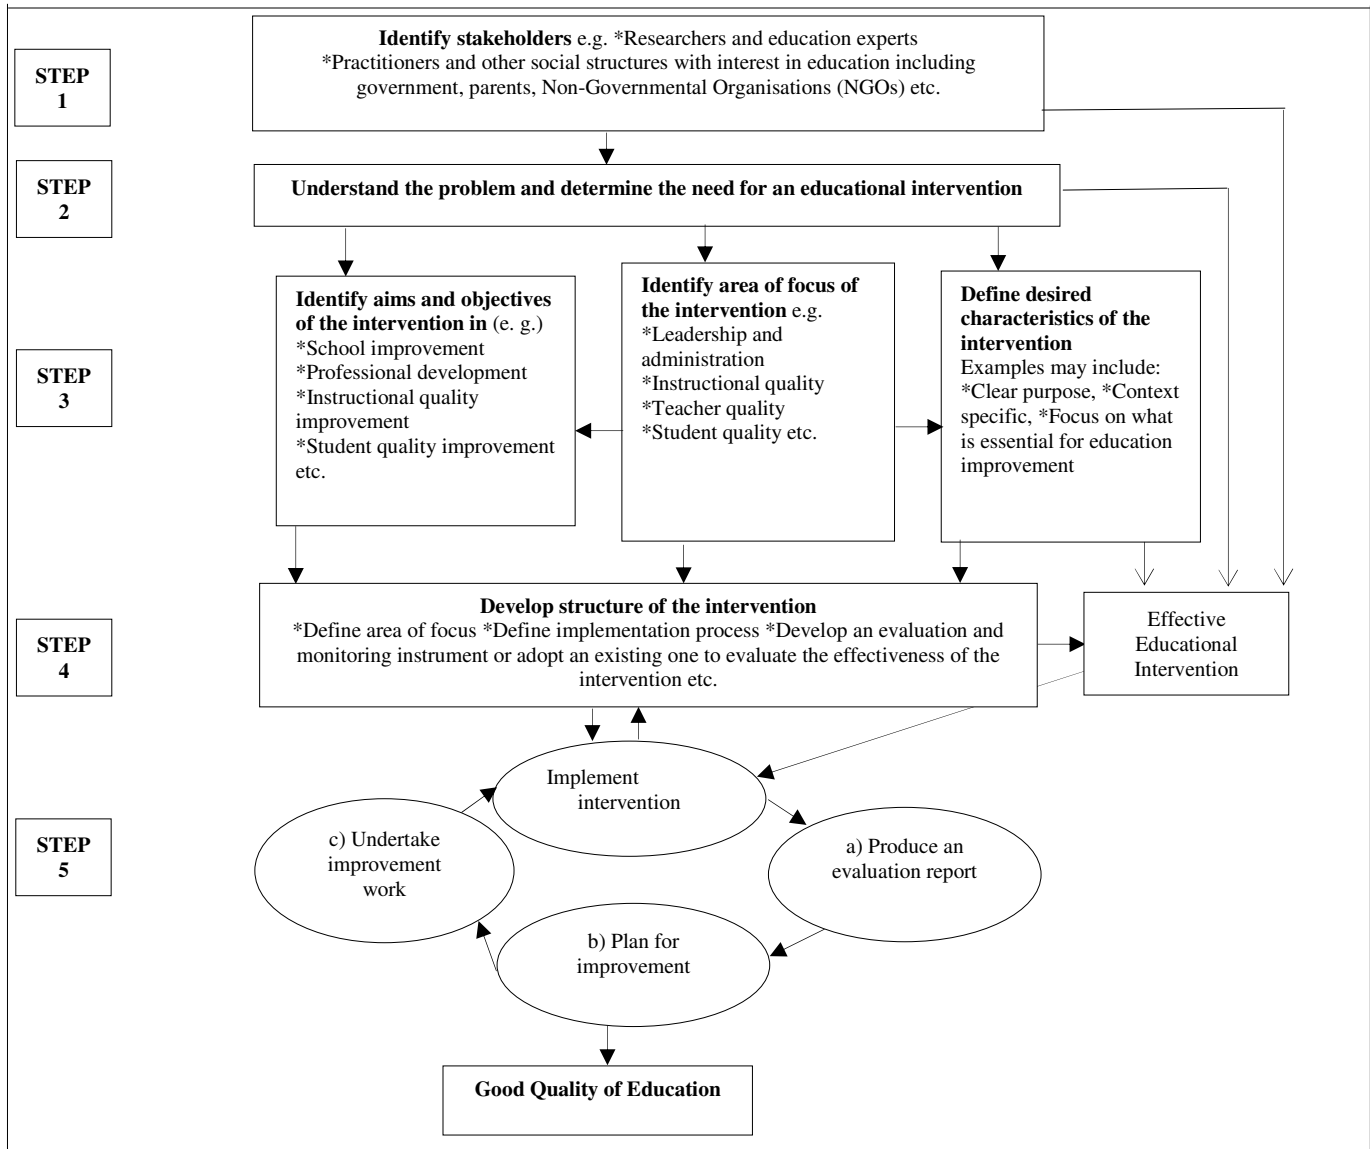 STEP
1
Identify stakeholders e.g. *Researchers and education experts
*Practitioners and other social structures with interest in education including
government, parents, Non-Governmental Organisations (NGOs) etc.
STEP
2
Understand the problem and determine the need for an educational intervention
STEP
3
Identify aims and objectives
of the intervention in (e. g.)
*School improvement
*Professional development
*Instructional quality
improvement
*Student quality improvement
etc.
Identify area of focus of
the intervention e.g.
*Leadership and
administration
*Instructional quality
*Teacher quality
*Student quality etc.
Define desired
characteristics of the
intervention
Examples may include:
*Clear purpose, *Context
specific, *Focus on what
is essential for education
improvement
STEP
4
Develop structure of the intervention
*Define area of focus *Define implementation process *Develop an evaluation and
monitoring instrument or adopt an existing one to evaluate the effectiveness of the
intervention etc.
Effective
Educational
Intervention
STEP
5
Implement
intervention
a) Produce an
evaluation report
b) Plan for
improvement
c) Undertake
improvement
work
Good Quality of Education